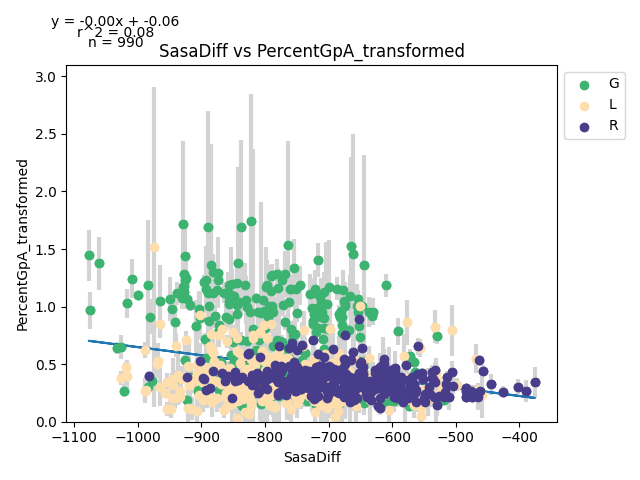 y = -0.00x + -0.06
r^2 = 0.08
n = 990
SasaDiff vs PercentGpA_transformed
G
L
R
PercentGpA_transformed
3.0
2.5
2.0
1.5
1.0
0.5
0.0
−1100 −1000 −900 −800 −700 −600 −500 −400
SasaDiff